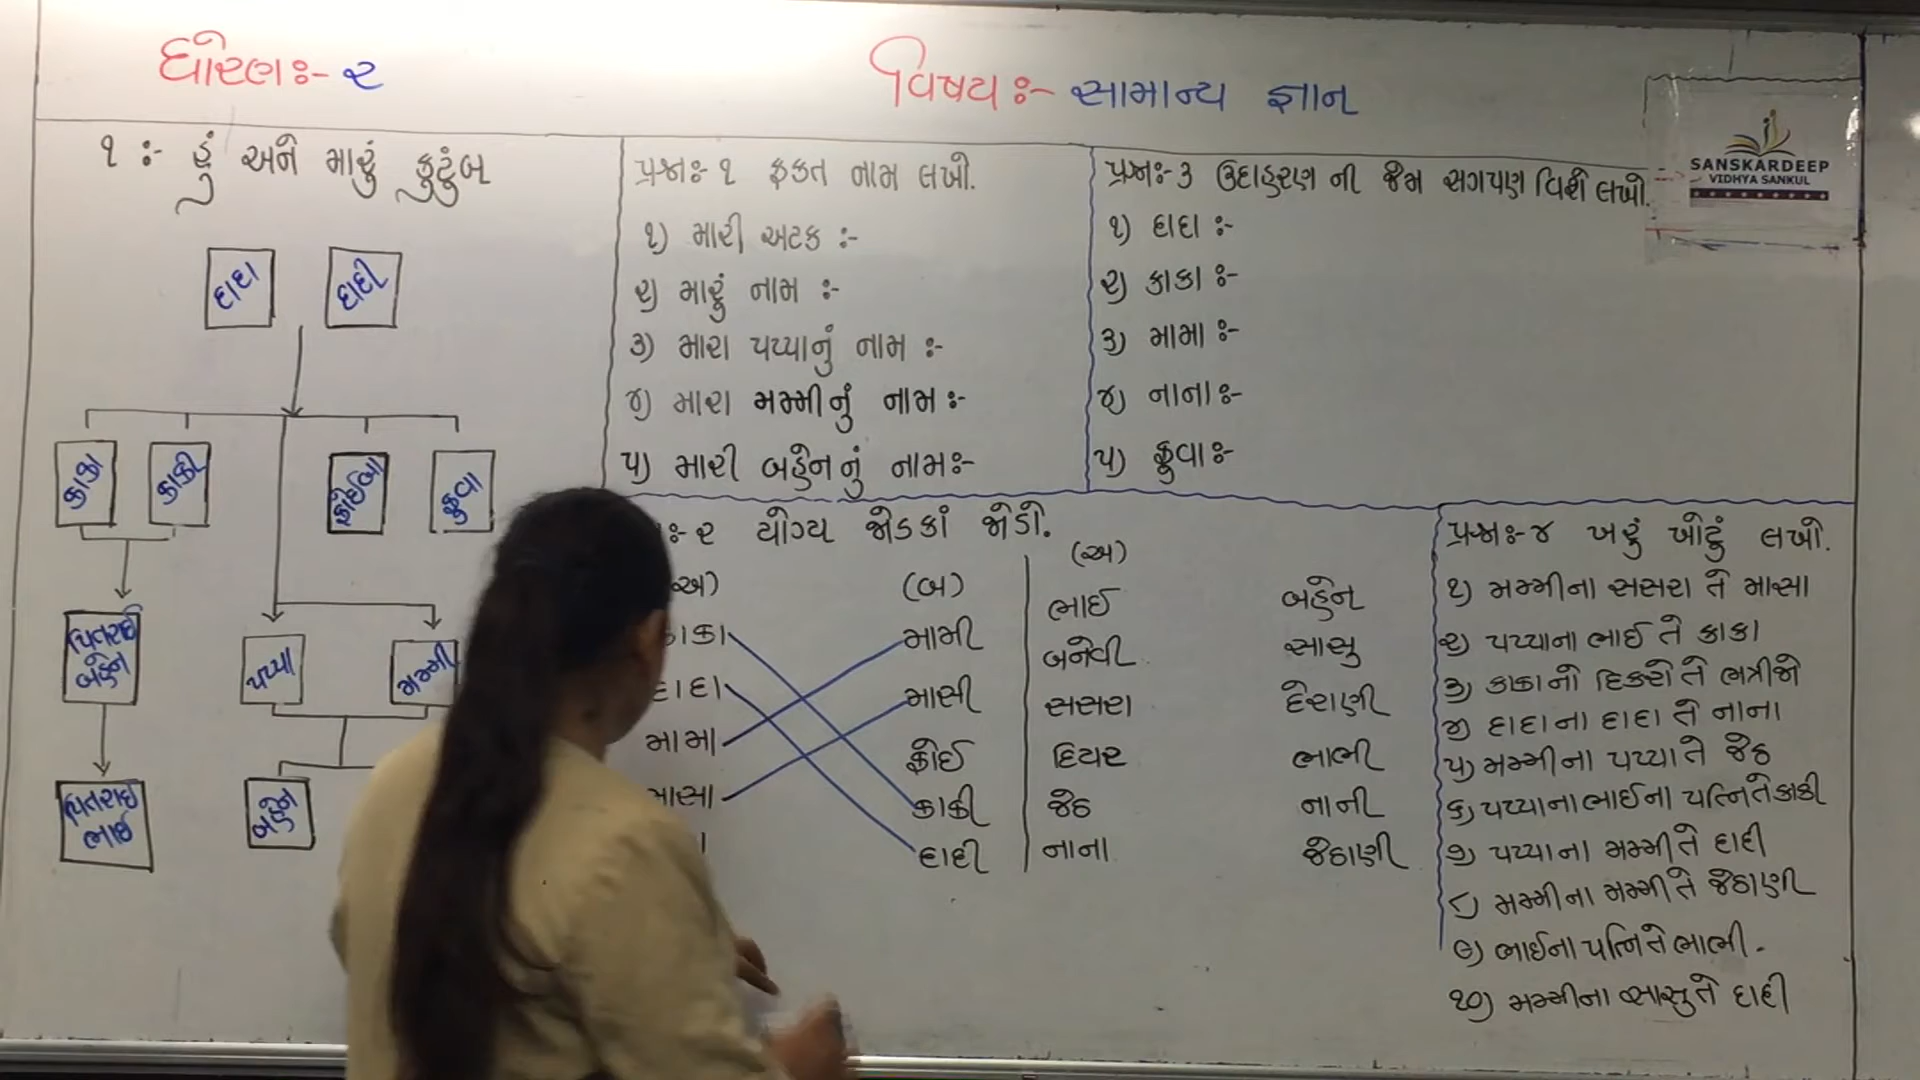 ધોરણઃ- ૨
વિષયઃ- સામાન્ય જ્ઞાન
SANSKARDEEP
VIDHYA SANKUL
૧ઃ- હું અને મારું કુટુંબ
દાદા
દાદી
કાકા
કાકી
ફોઈબા
ફુવા
પિતરાઈ બહેન
પપ્પા
મમ્મી
પિતરાઈ ભાઈ
બહેન
પ્રશ્નઃ- ૧ ફકત નામ લખો.
૧) મારી અટક :-
૨) મારું નામ :-
૩) મારા પપ્પાનું નામ :-
૪) મારા મમ્મીનું નામ :-
૫) મારી બહેનનું નામઃ-
પ્રશ્નઃ- ૩ ઉદાહરણ ની જેમ સગપણ વિશે લખો.
૧) દાદા :-
૨) કાકા :-
૩) મામા :-
૪) નાના :-
૫) ફુવા :-
ઃ- ૨ યોગ્ય જોડકાં જોડો.
અ) (બ)
કાકા મામી
દાદા માસી
મામા ફોઈ
માસા કાકી
દાદી
(અ)
ભાઈ બહેન
બનેવી સાસુ
સસરા દેરાણી
દિયર ભાભી
જેઠ નાની
નાના જેઠાણી
પ્રશ્નઃ-૪ ખરું ખોટું લખો.
૧) મમ્મીના સસરા તે માસા
૨) પપ્પાના ભાઈ તે કાકા
૩) કાકાનો દિકરો તે ભત્રીજો
૪) દાદાના દાદા તે નાના
૫) મમ્મીના પપ્પા તે જેઠ
૬) પપ્પાના ભાઈના પત્નિ તે કાકી
૭) પપ્પાના મમ્મી તે દાદી
૮) મમ્મીના મમ્મી તે જેઠાણી
૯) ભાઈના પત્નિ તે ભાભી.
૧૦) મમ્મીના સાસુ તે દાદી